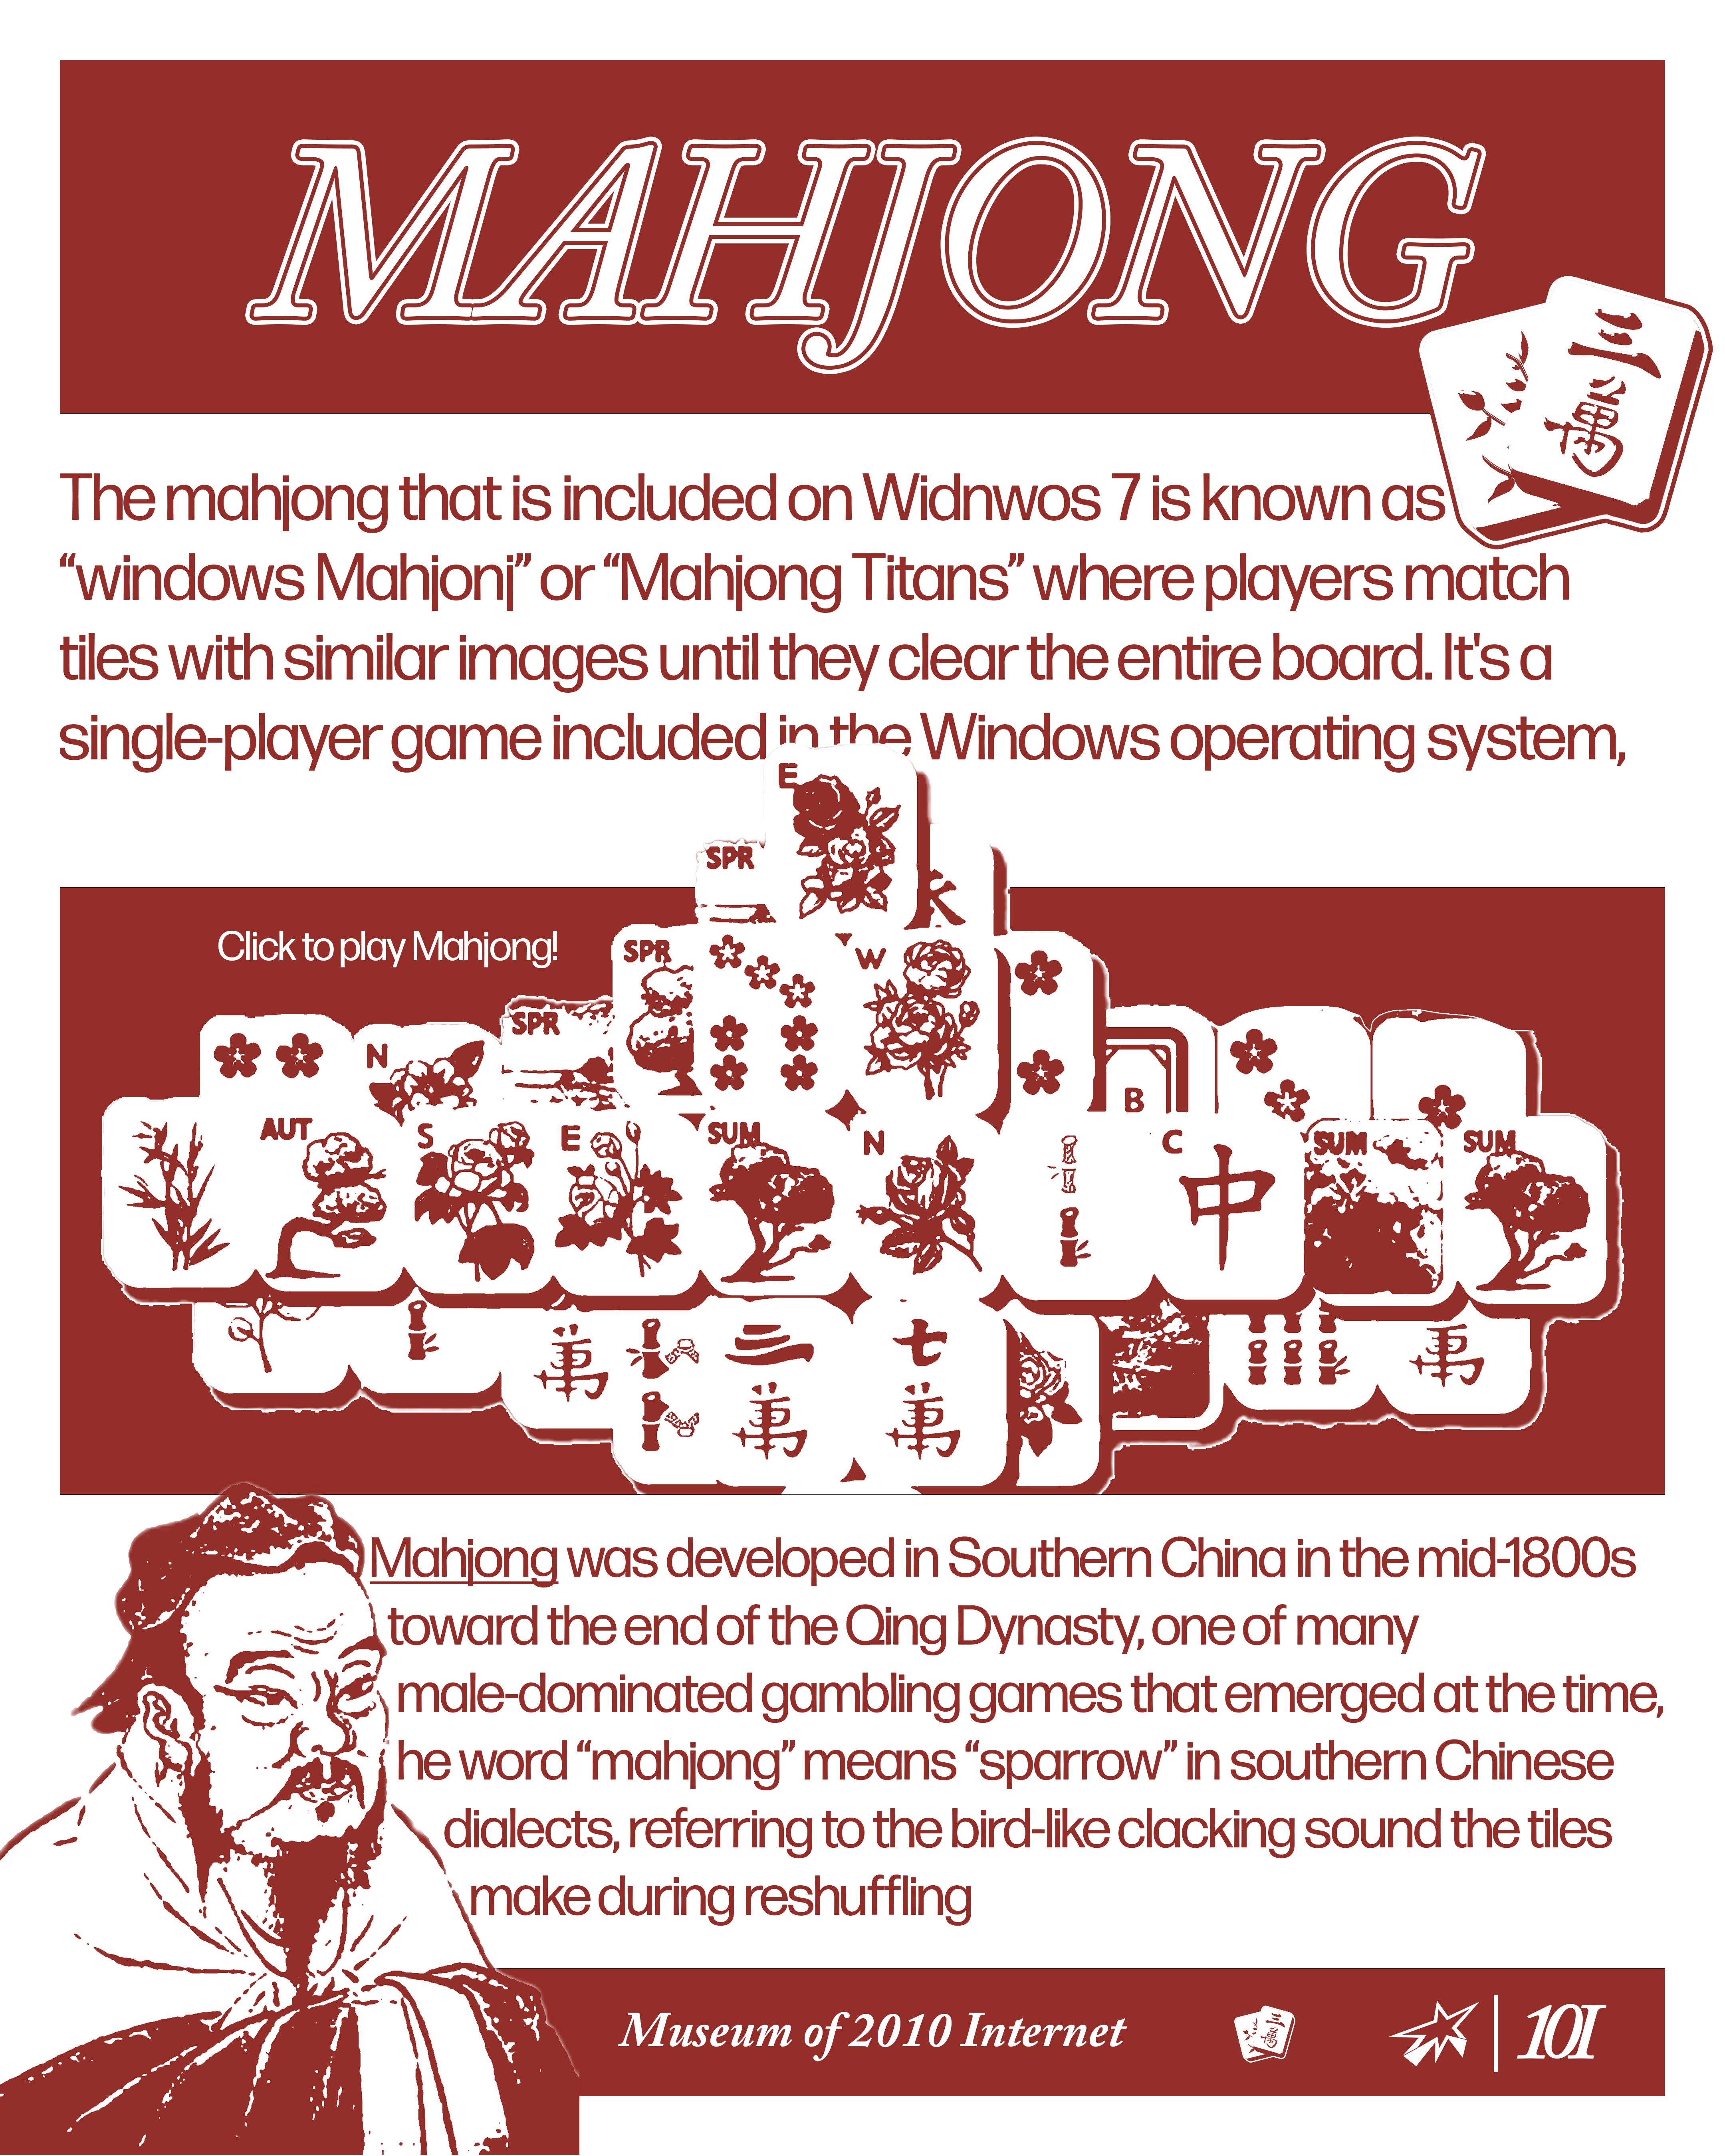 MAHJONG
三
萬
The mahjong that is included on Widnwos 7 is known as
“windows Mahjonj” or “Mahjong Titans” where players match
tiles with similar images until they clear the entire board. It's a
single-player game included in the Windows operating system,
E
SPR
Click to play Mahjong!
SPR
W
SPR
N
B
AUT
S
E
SUM
N
C
中
SUM
SUM
萬
三
萬
七
萬
萬
Mahjong was developed in Southern China in the mid-1800s
toward the end of the Qing Dynasty, one of many
male-dominated gambling games that emerged at the time,
he word “mahjong” means “sparrow” in southern Chinese
dialects, referring to the bird-like clacking sound the tiles
make during reshuffling
Museum of 2010 Internet
三
萬
101